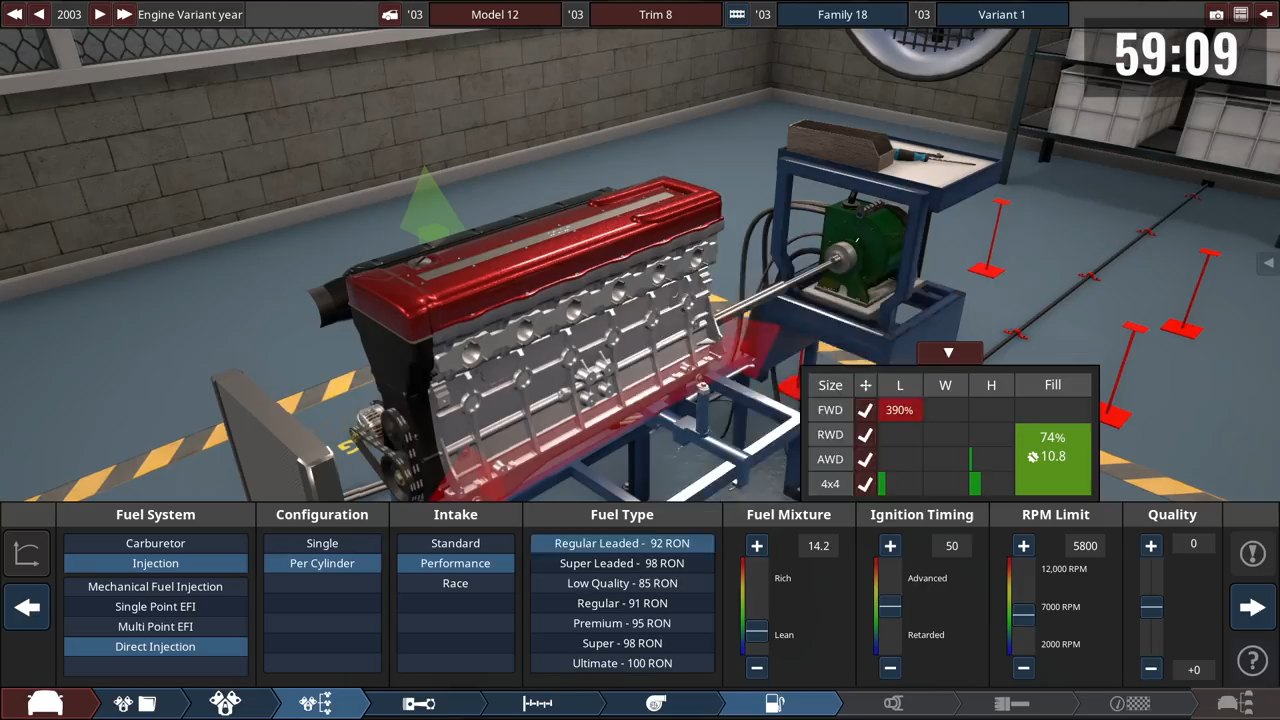 2003 Engine Variant year '03 Model 12 '03 Trim 8 '03 Family 18 '03 Variant 1
59:09
Size L W H Fill
FWD 390%
RWD
AWD
4x4
74%
10.8
Fuel System
Carburetor
Injection
Mechanical Fuel Injection
Single Point EFI
Multi Point EFI
Direct Injection
Configuration
Single
Per Cylinder
Intake
Standard
Performance
Race
Fuel Type
Regular Leaded - 92 RON
Super Leaded - 98 RON
Low Quality - 85 RON
Regular - 91 RON
Premium - 95 RON
Super - 98 RON
Ultimate - 100 RON
Fuel Mixture
14.2
Rich
Lean
Ignition Timing
50
Advanced
Retarded
RPM Limit
5800
12,000 RPM
7000 RPM
2000 RPM
Quality
0
+0